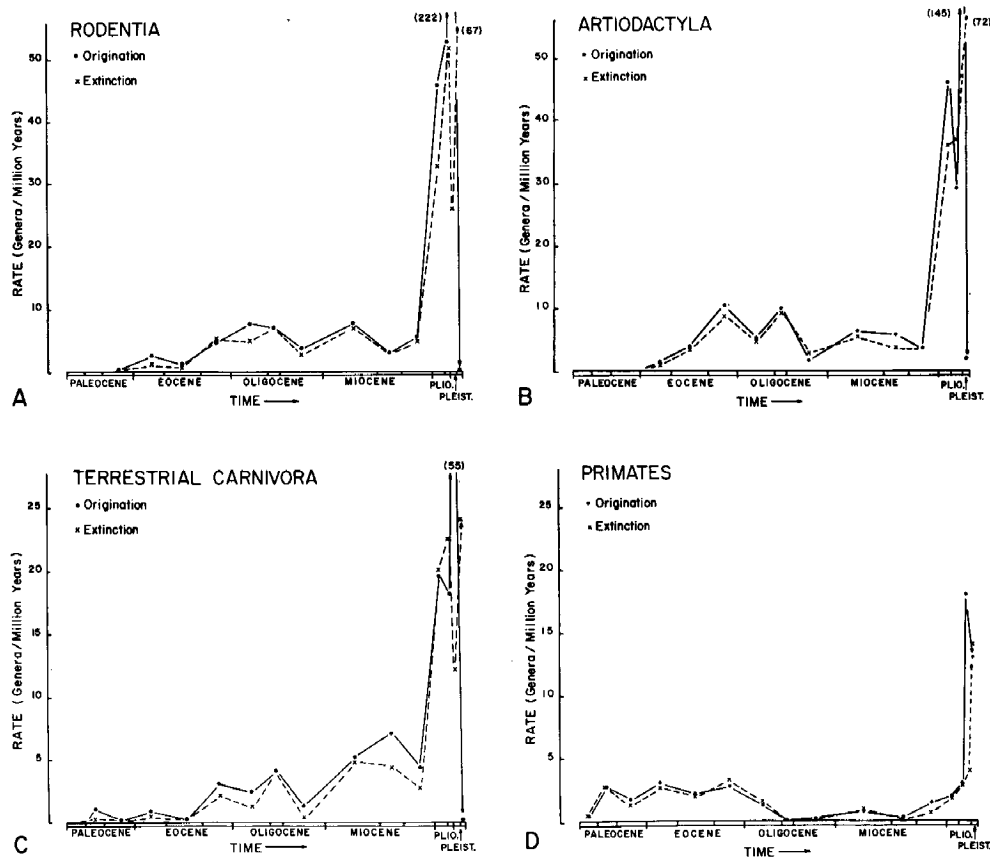 RODENTIA
• Origination
× Extinction
(222)
(67)
RATE (Genera/Million Years)
50
40
30
20
10
PALEOCENE EOCENE OLIGOCENE MIOCENE PLIO.
PLEIST.
TIME
A
ARTIODACTYLA
• Origination
× Extinction
(145)
(72)
RATE (Genera/Million Years)
50
40
30
20
10
PALEOCENE EOCENE OLIGOCENE MIOCENE PLIO.
PLEIST.
TIME
B
TERRESTRIAL CARNIVORA
• Origination
× Extinction
(55)
RATE (Genera/Million Years)
25
20
15
10
5
PALEOCENE EOCENE OLIGOCENE MIOCENE PLIO.
PLEIST.
TIME
C
PRIMATES
• Origination
× Extinction
RATE (Genera/Million Years)
25
20
15
10
5
PALEOCENE EOCENE OLIGOCENE MIOCENE PLIO.
PLEIST.
TIME
D